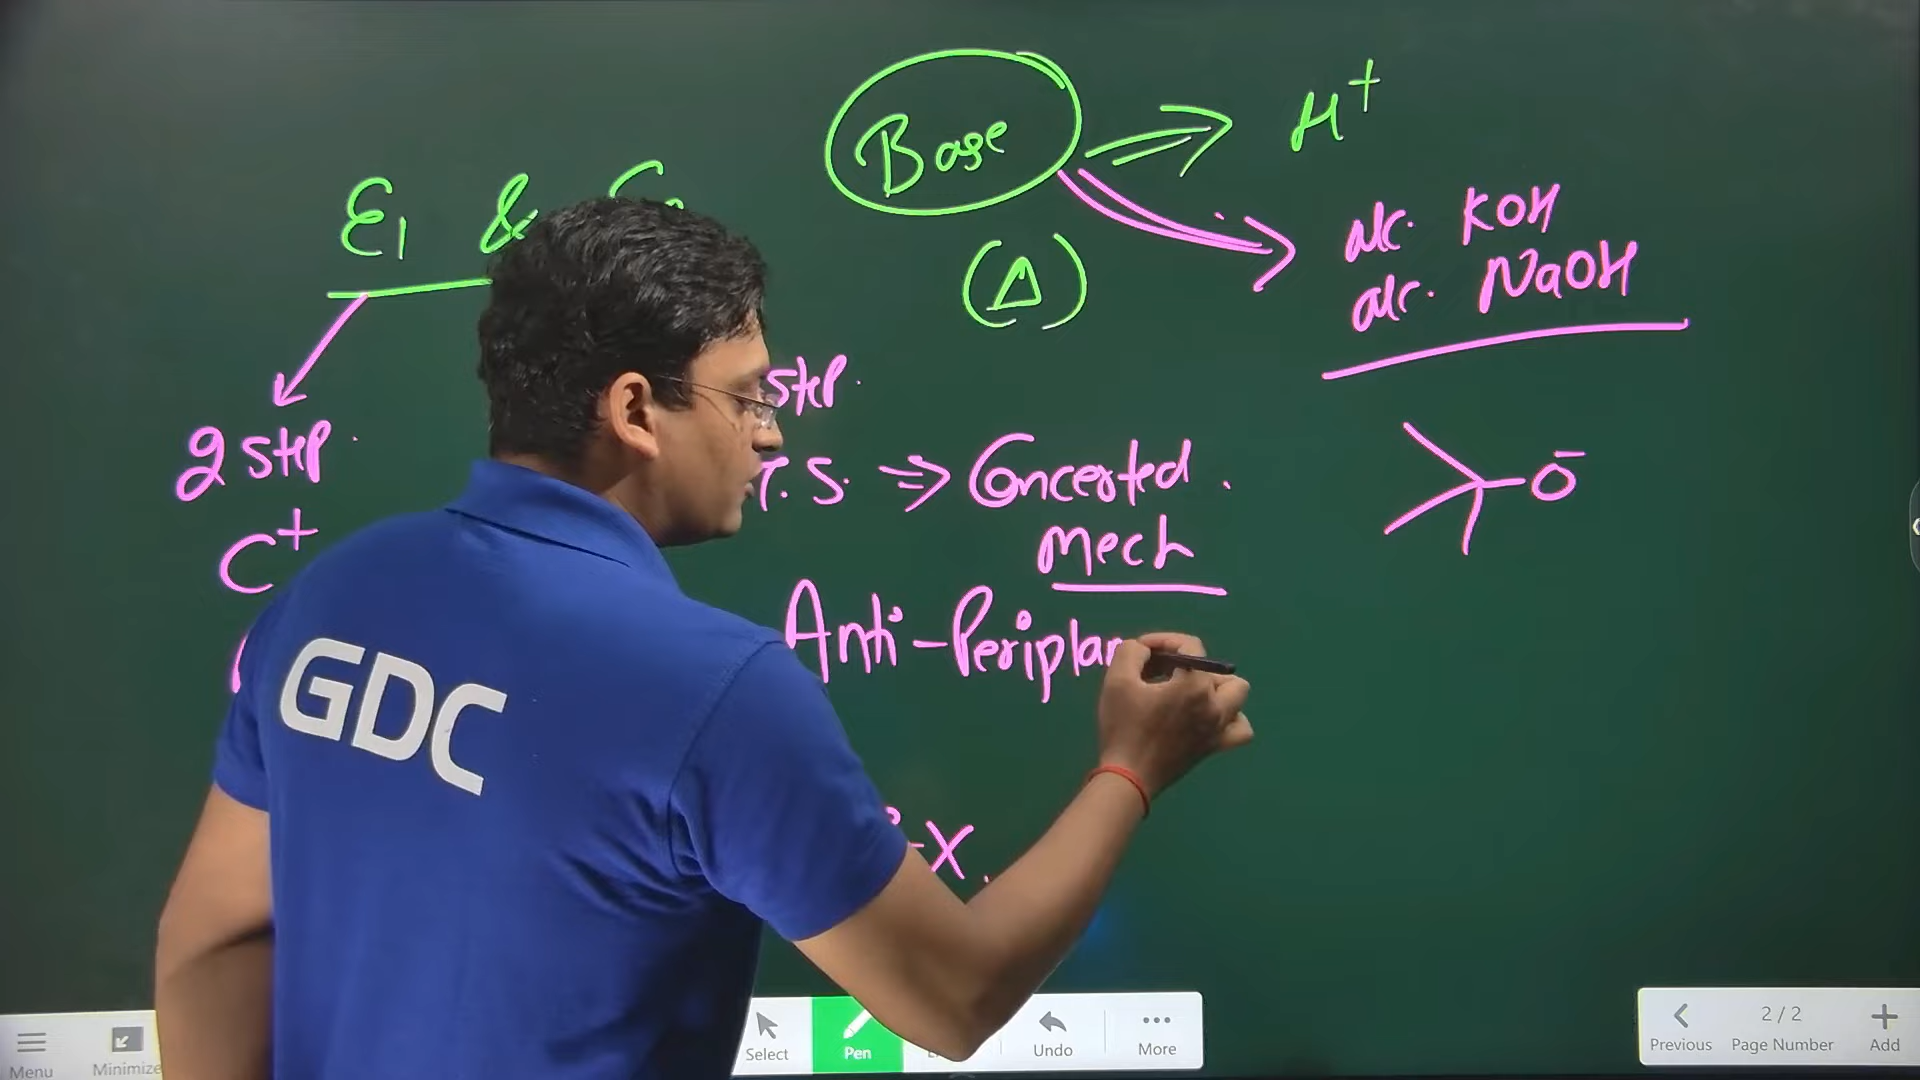 Base
H+
E1 &
(Δ)
alc. KOH
alc. NaOH
2 step.
step.
T. S. ⇒ Concerted.
Mech
O-
C+
Anti-Periplan
GDC
-X.
Select
Pen
Undo
More
Menu
Minimize
Previous
2 / 2
Page Number
Add